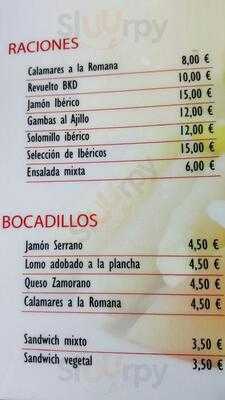 Sluurpy
RACIONES
Calamares a la Romana 8,00 €
Revuelto BKD 10,00 €
Jamón Ibérico 15,00 €
Gambas al Ajillo 12,00 €
Solomillo ibérico 12,00 €
Selección de Ibéricos 15,00 €
Ensalada mixta 6,00 €
Sluurpy
BOCADILLOS
Jamón Serrano 4,50 €
Lomo adobado a la plancha 4,50 €
Queso Zamorano 4,50 €
Calamares a la Romana 4,50 €
Sandwich mixto 3,50 €
Sandwich vegetal 3,50 €
Sluurpy